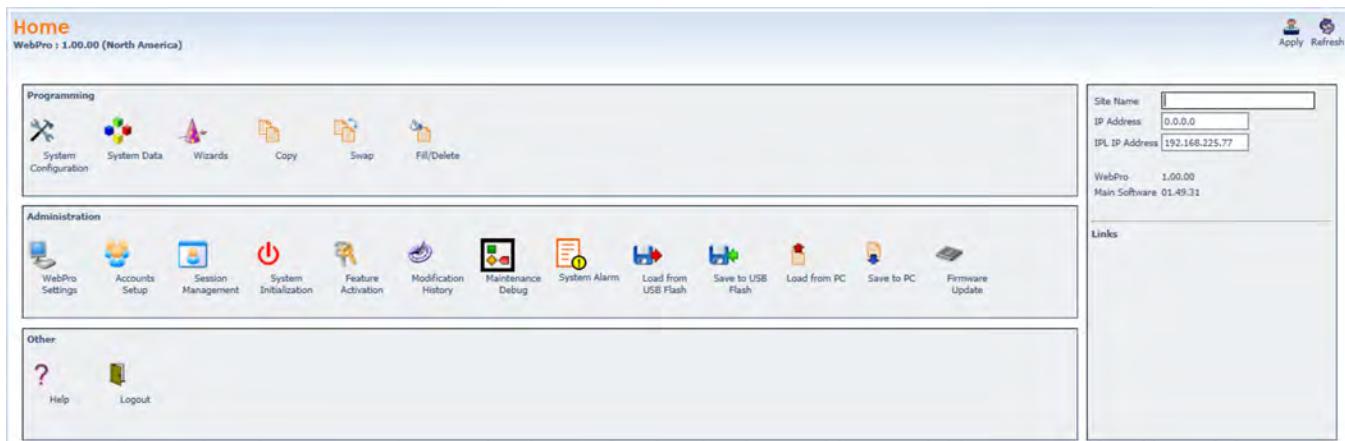 Home
WebPro : 1.00.00 (North America)
Apply Refresh
Programming
System Configuration
System Data
Wizards
Copy
Swap
Fill/Delete
Administration
WebPro Settings
Accounts Setup
Session Management
System Initialization
Feature Activation
Modification History
Maintenance Debug
System Alarm
Load from USB Flash
Save to USB Flash
Load from PC
Save to PC
Firmware Update
Other
Help
Logout
Site Name
IP Address 0.0.0.0
IPL IP Address 192.168.225.77
WebPro 1.00.00
Main Software 01.49.31
Links